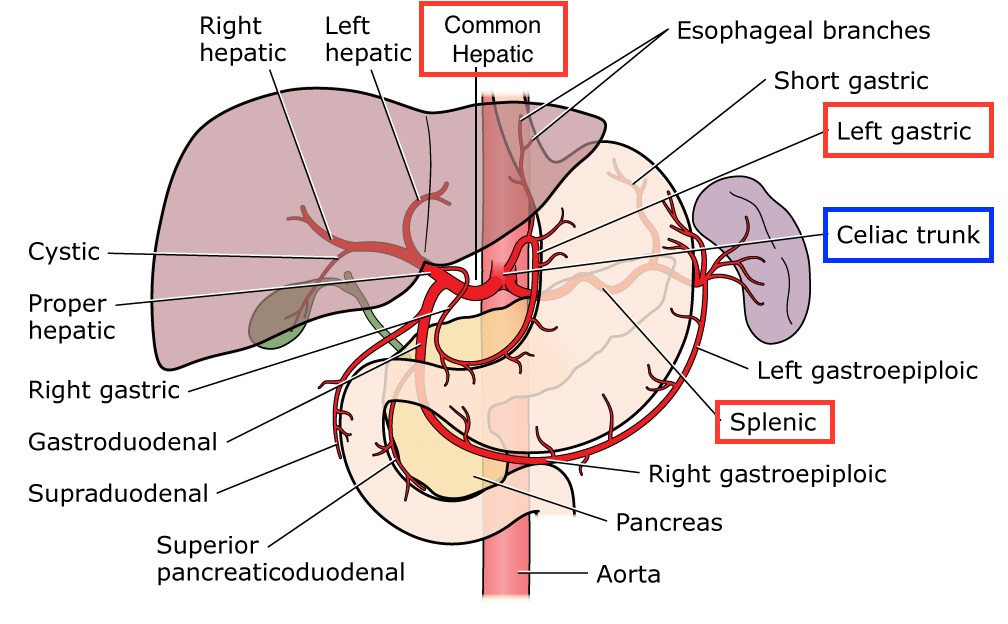 Right
hepatic
Left
hepatic
Common
Hepatic
Esophageal branches
Short gastric
Left gastric
Celiac trunk
Cystic
Proper
hepatic
Right gastric
Gastroduodenal
Supraduodenal
Superior
pancreaticoduodenal
Left gastroepiploic
Splenic
Right gastroepiploic
Pancreas
Aorta